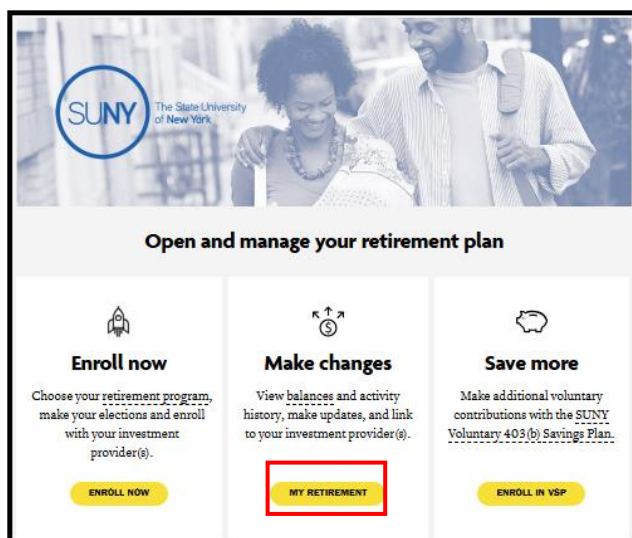 SUNY
The State University
of New York
Open and manage your retirement plan
Enroll now
Choose your retirement program,
make your elections and enroll
with your investment
provider(s).
ENROLL NOW
Make changes
View balances and activity
history, make updates, and link
to your investment provider(s).
MY RETIREMENT
Save more
Make additional voluntary
contributions with the SUNY
Voluntary 403(b) Savings Plan.
ENROLL IN VSP